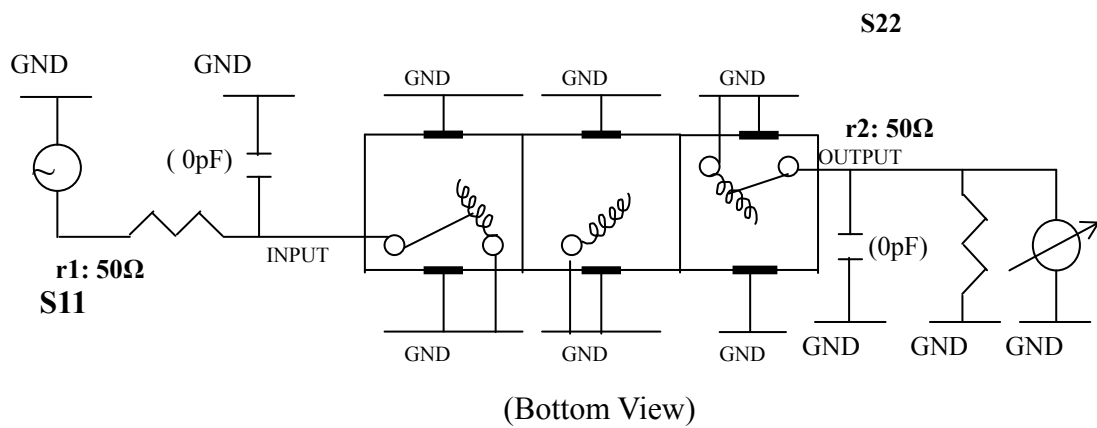 S22
GND
GND
GND
GND
GND
r2: 50Ω
( 0pF)
OUTPUT
INPUT
(0pF)
r1: 50Ω
S11
GND
GND
GND
GND
GND
GND
(Bottom View)